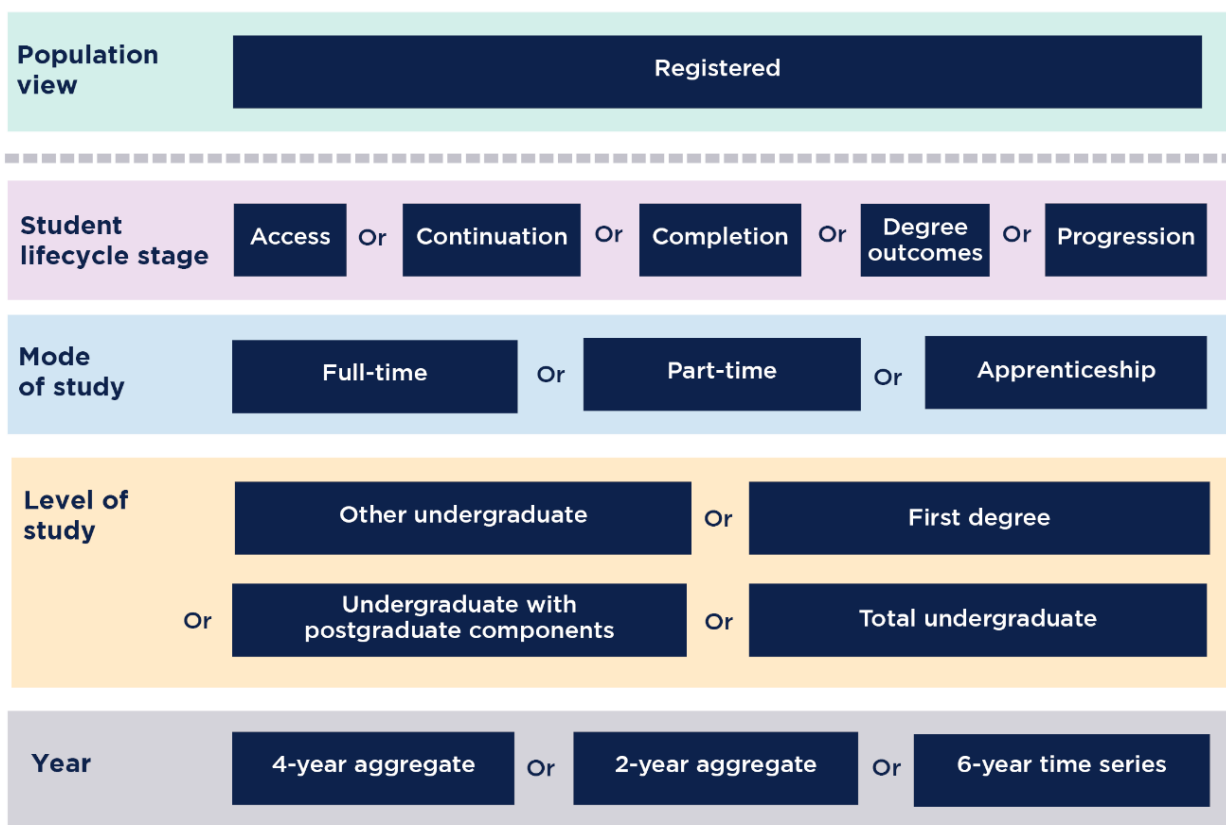 Population
view
Registered
Student
lifecycle stage
Access Or Continuation Or Completion Or Degree
outcomes Or Progression
Mode
of study
Full-time Or Part-time Or Apprenticeship
Level of
study
Other undergraduate Or First degree
Or Undergraduate with
postgraduate components Or Total undergraduate
Year
4-year aggregate Or 2-year aggregate Or 6-year time series